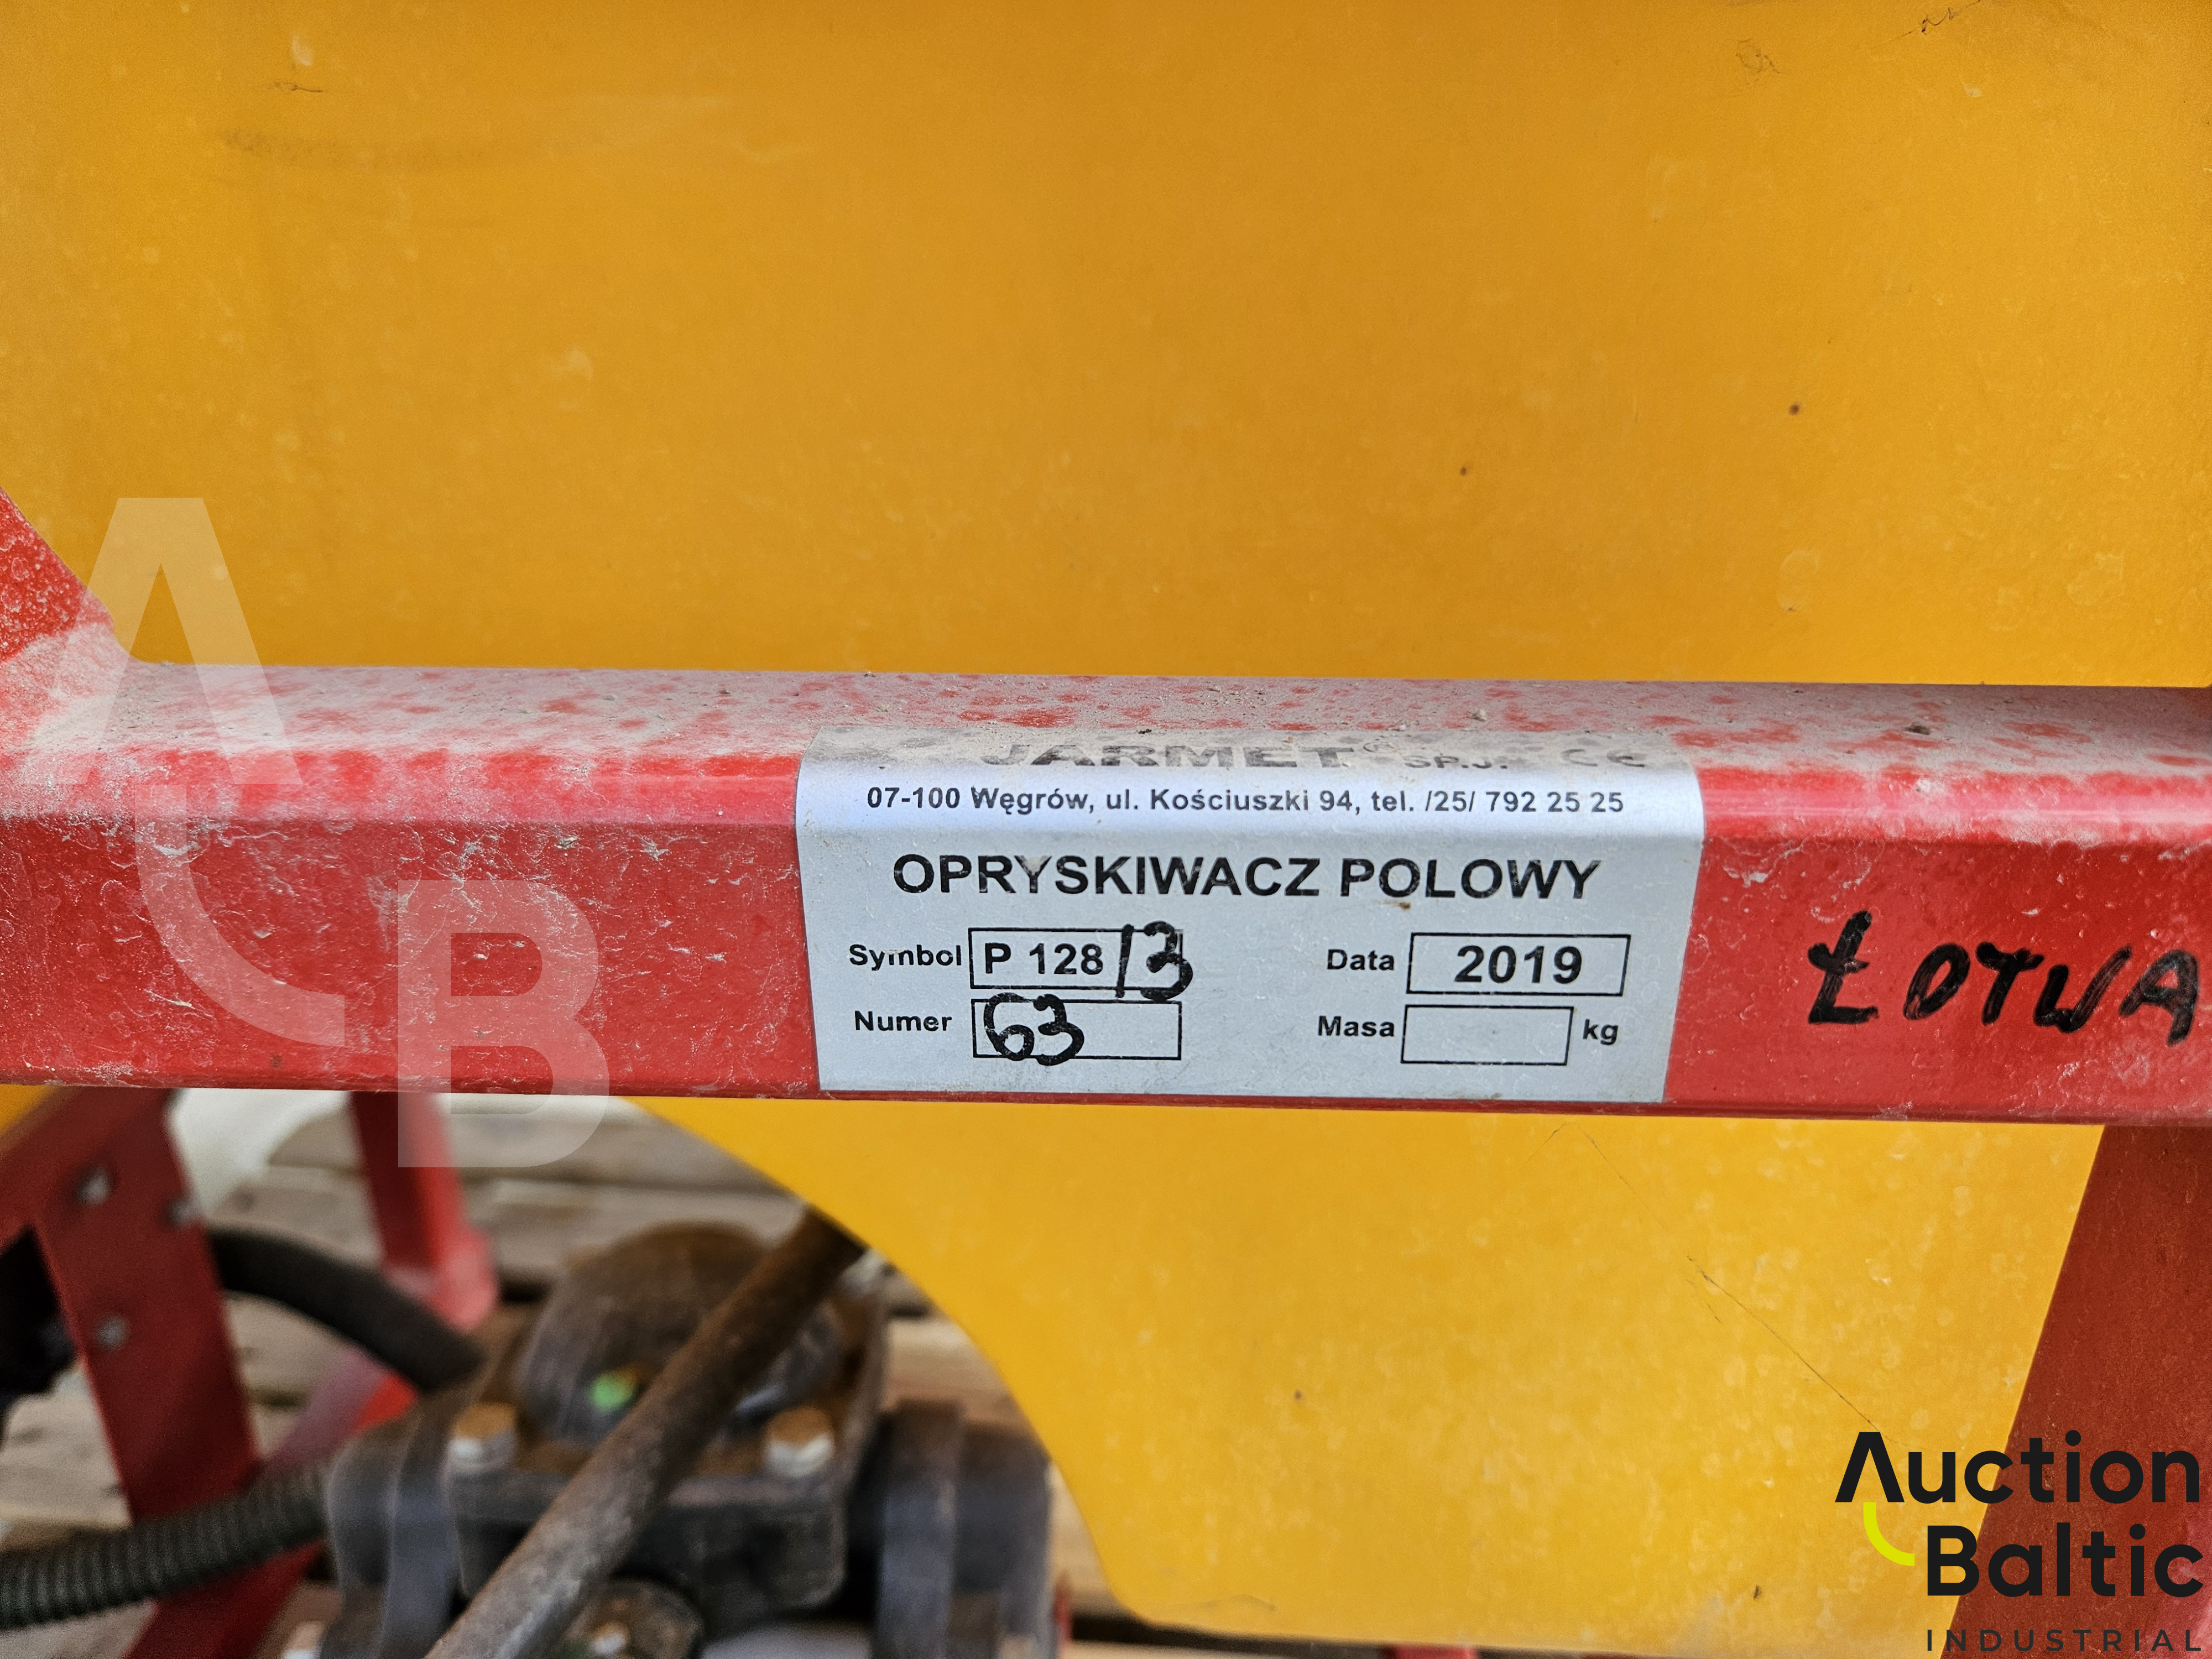 JARMET SP.J. CE
07-100 Węgrów, ul. Kościuszki 94, tel. /25/ 792 25 25
OPRYSKIWACZ POLOWY
Symbol P 128/3 Data 2019
Numer 63 Masa kg
ŁOTWA
AB
Auction
Baltic
INDUSTRIAL